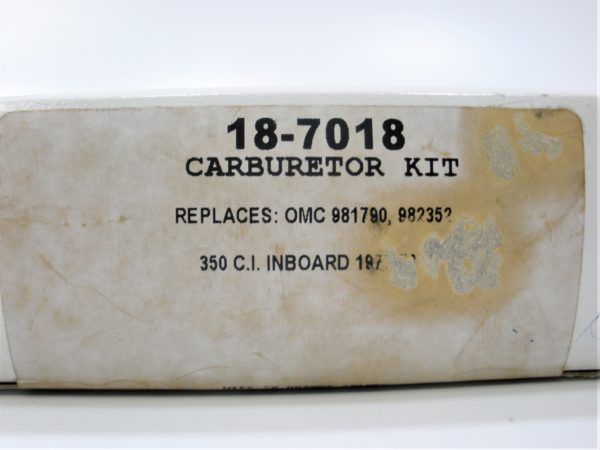 18-7018
CARBURETOR KIT
REPLACES: OMC 981790, 982352
350 C.I. INBOARD